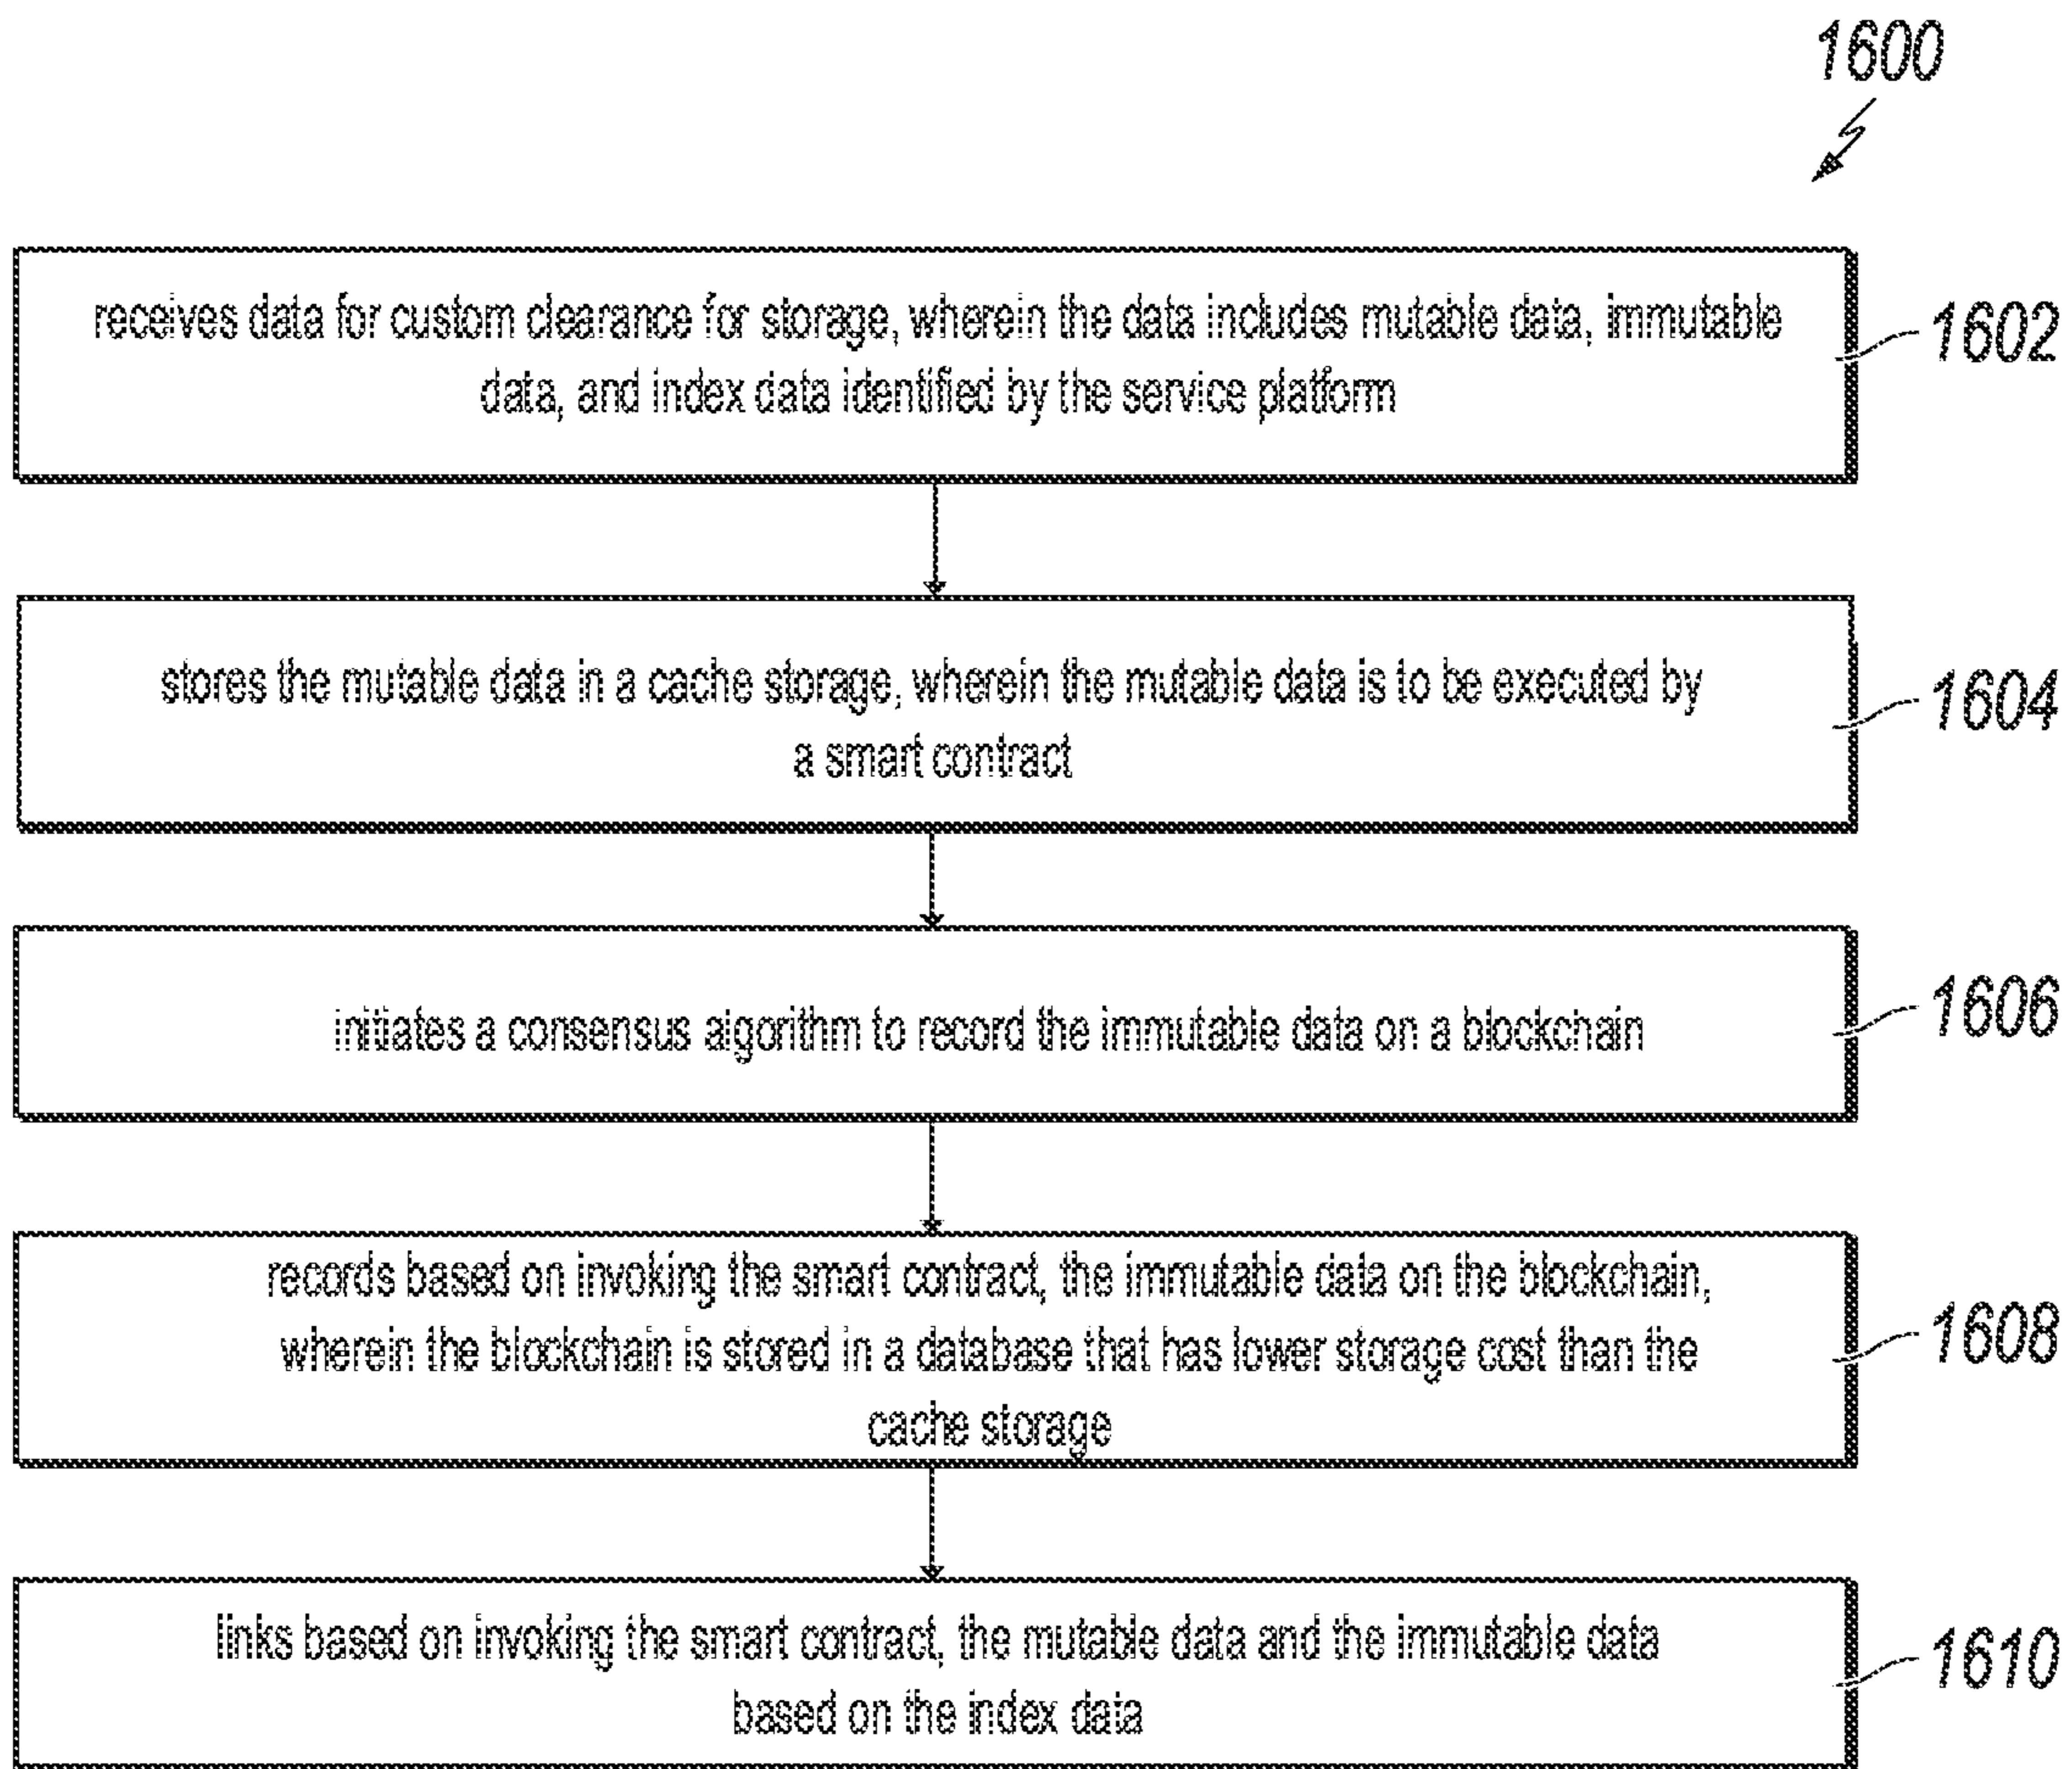 1600
receives data for custom clearance for storage, wherein the data includes mutable data, immutable
data, and index data identified by the service platform
1602
stores the mutable data in a cache storage, wherein the mutable data is to be executed by
a smart contract
1604
initiates a consensus algorithm to record the immutable data on a blockchain
1606
records based on invoking the smart contract, the immutable data on the blockchain,
wherein the blockchain is stored in a database that has lower storage cost than the
cache storage
1608
links based on invoking the smart contract, the mutable data and the immutable data
based on the index data
1610